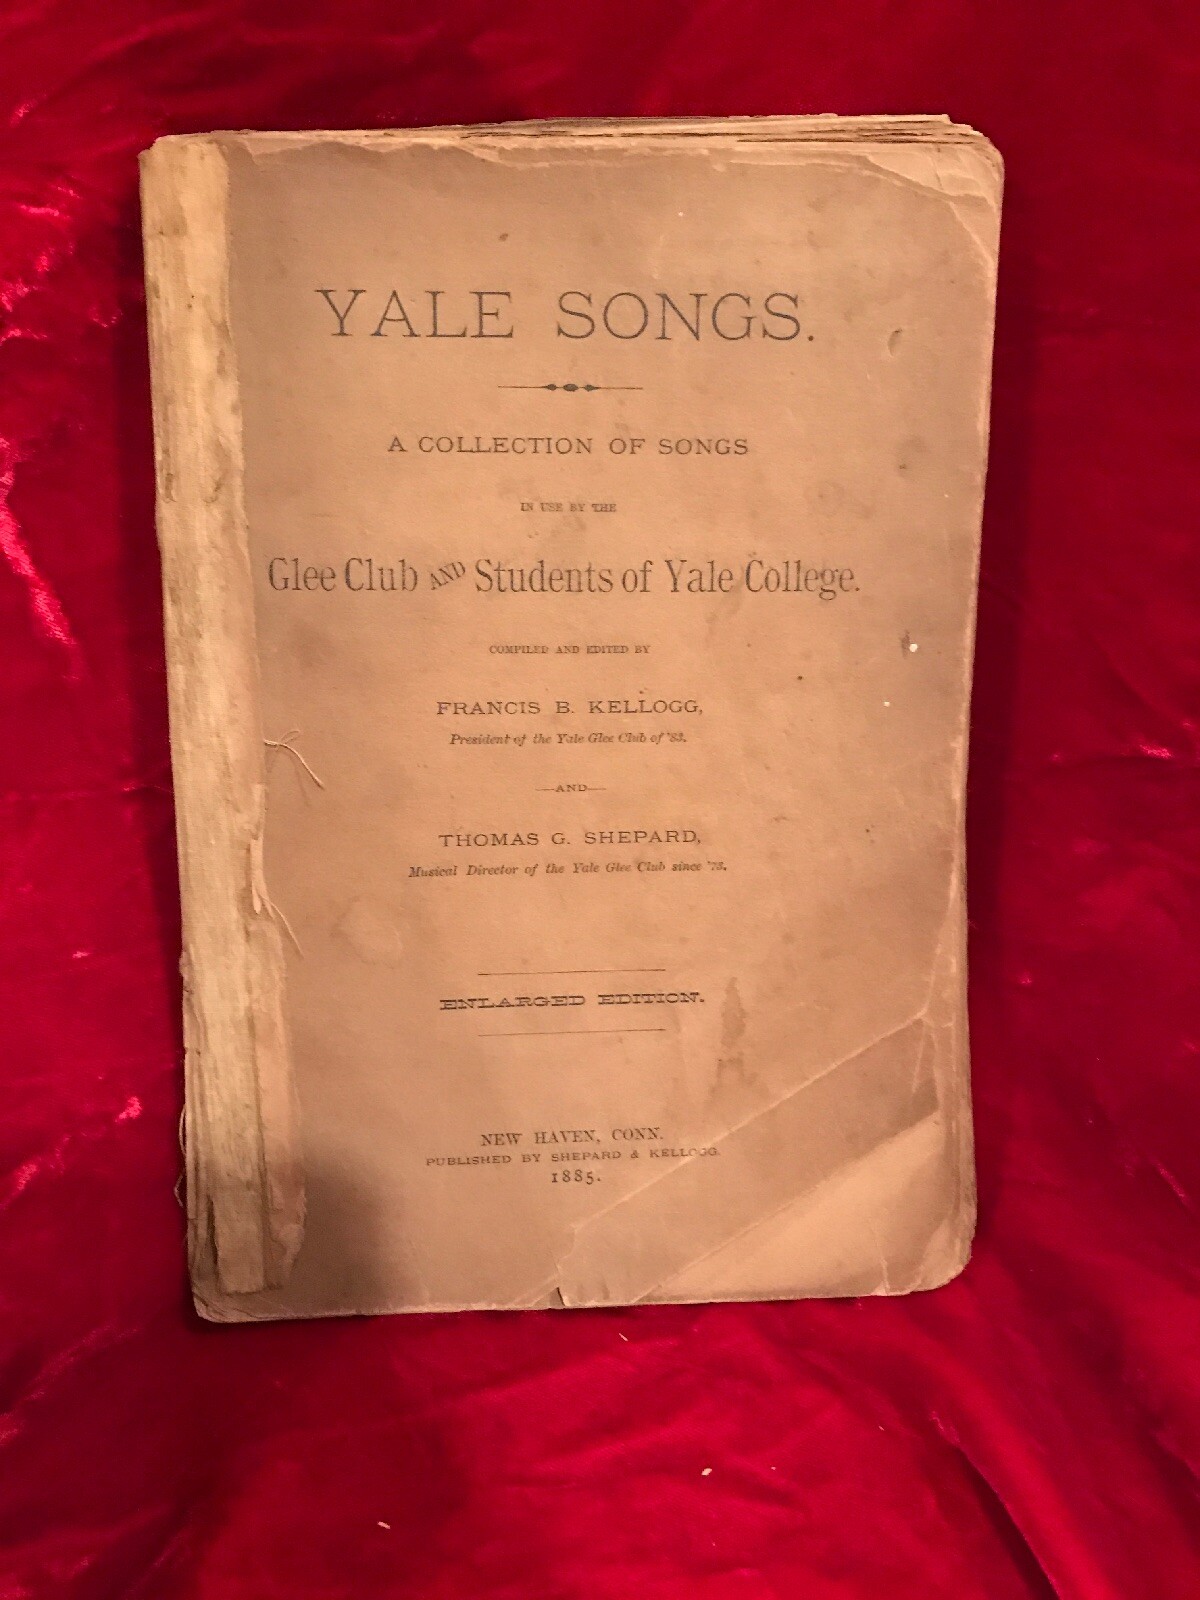 YALE SONGS.
A COLLECTION OF SONGS
IN USE BY THE
Glee Club AND Students of Yale College.
COMPILED AND EDITED BY
FRANCIS B. KELLOGG,
President of the Yale Glee Club of '83.
—AND—
THOMAS G. SHEPARD,
Musical Director of the Yale Glee Club since
ENLARGED EDITION.
NEW HAVEN, CONN.
PUBLISHED BY SHEPARD & KELLOGG.
1885.